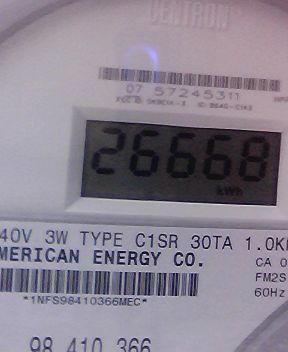 CENTRON
07 57245311
26668
kWh
40V 3W TYPE C1SR 30TA 1.0K
MERICAN ENERGY CO.
CA 0
FM2S
60Hz
*1NFS98410366MEC*
98 410 366